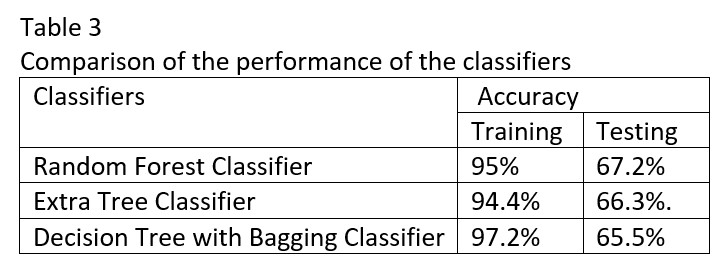 Table 3
Comparison of the performance of the classifiers
Classifiers Accuracy
Training Testing
Random Forest Classifier 95% 67.2%
Extra Tree Classifier 94.4% 66.3%.
Decision Tree with Bagging Classifier 97.2% 65.5%